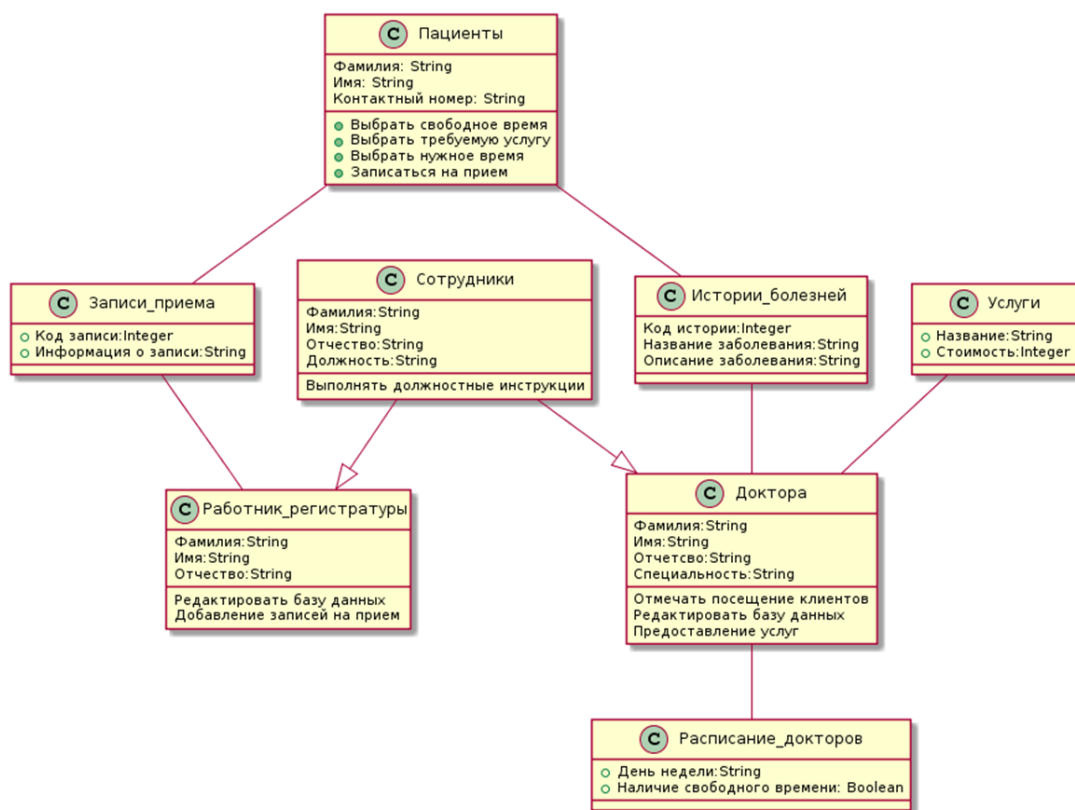 C Пациенты
Фамилия: String
Имя: String
Контактный номер: String
Выбрать свободное время
Выбрать требуемую услугу
Выбрать нужное время
Записаться на прием
C Записи_приема
Код записи:Integer
Информация о записи:String
C Сотрудники
Фамилия:String
Имя:String
Отчество:String
Должность:String
Выполнять должностные инструкции
C Истории_болезней
Код истории:Integer
Название заболевания:String
Описание заболевания:String
C Услуги
Название:String
Стоимость:Integer
C Работник_регистратуры
Фамилия:String
Имя:String
Отчество:String
Редактировать базу данных
Добавление записей на прием
C Доктора
Фамилия:String
Имя:String
Отчетсво:String
Специальность:String
Отмечать посещение клиентов
Редактировать базу данных
Предоставление услуг
C Расписание_докторов
День недели:String
Наличие свободного времени: Boolean